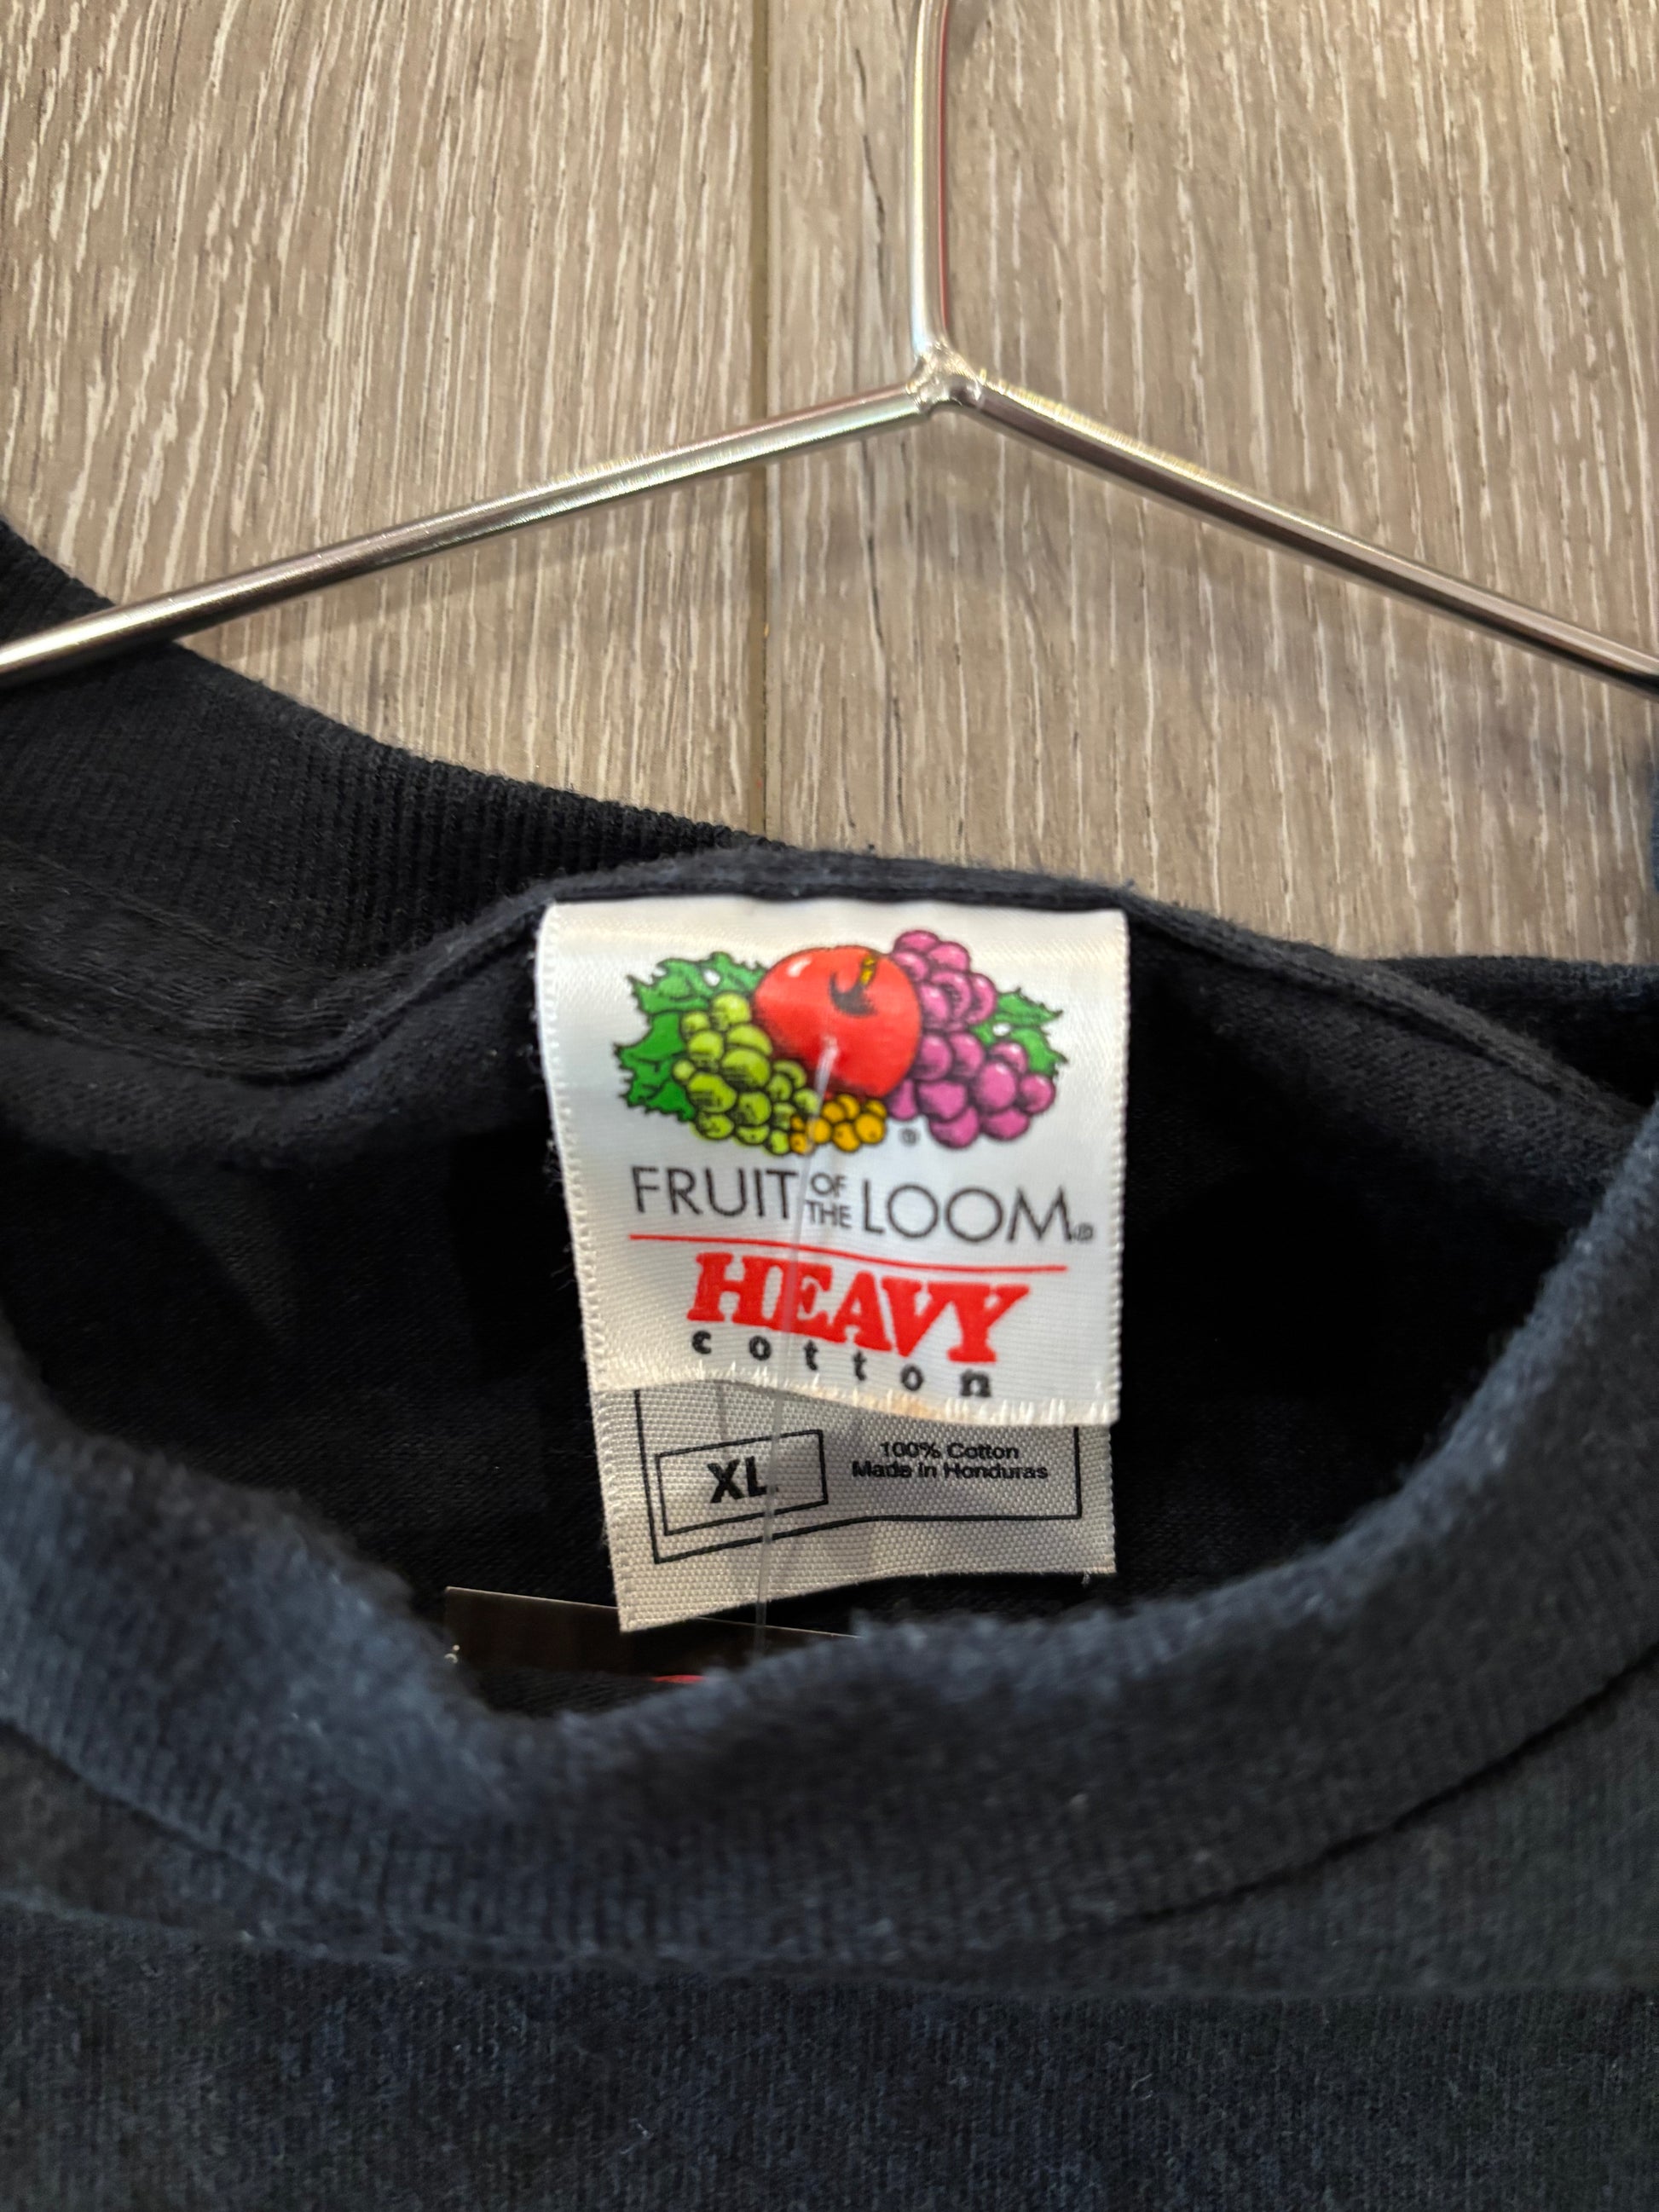 FRUIT OF THE LOOM®
HEAVY
cotton
XL
100% Cotton
Made in Honduras